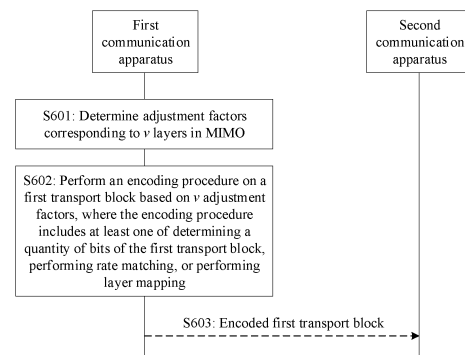 First
communication
apparatus
Second
communication
apparatus
S601: Determine adjustment factors
corresponding to v layers in MIMO
S602: Perform an encoding procedure on a
first transport block based on v adjustment
factors, where the encoding procedure
includes at least one of determining a
quantity of bits of the first transport block,
performing rate matching, or performing
layer mapping
S603: Encoded first transport block